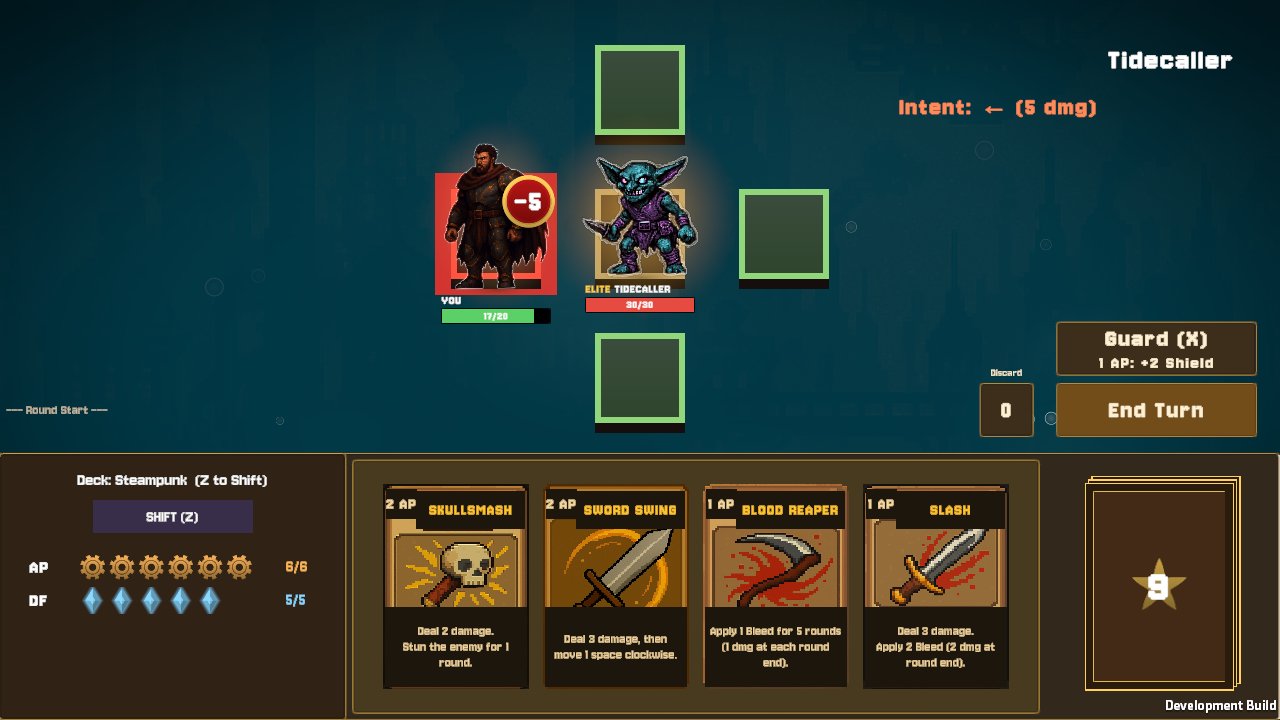 Tidecaller
Intent: ← (5 dmg)
-5
ELITE TIDECALLER
30/30
YOU
17/20
Guard (X)
1 AP: +2 Shield
Discard
0
End Turn
--- Round Start ---
Deck: Steampunk (Z to Shift)
SHIFT (Z)
AP
6/6
DF
5/5
2 AP
SKULLSMASH
Deal 2 damage.
Stun the enemy for 1
round.
2 AP
SWORD SWING
Deal 3 damage, then
move 1 space clockwise.
1 AP
BLOOD REAPER
Apply 1 Bleed for 5 rounds
(1 dmg at each round
end).
1 AP
SLASH
Deal 3 damage.
Apply 2 Bleed (2 dmg at
round end).
9
Development Build